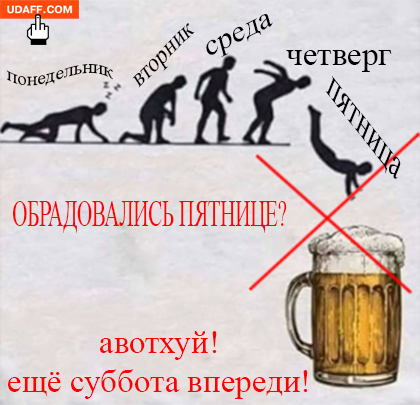 UDAFF.COM
понедельник
z z z
вторник
среда
четверг
пятница
ОБРАДОВАЛИСЬ ПЯТНИЦЕ?
авотхуй!
ещё суббота впереди!